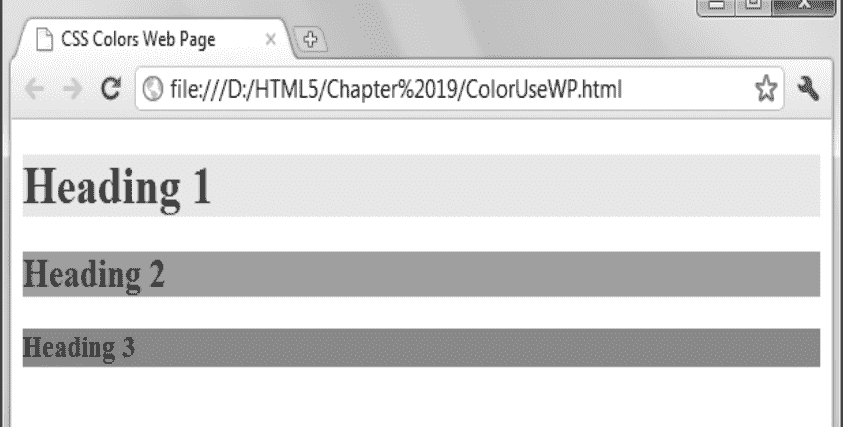 CSS Colors Web Page
file:///D:/HTML5/Chapter%2019/ColorUseWP.html
Heading 1
Heading 2
Heading 3